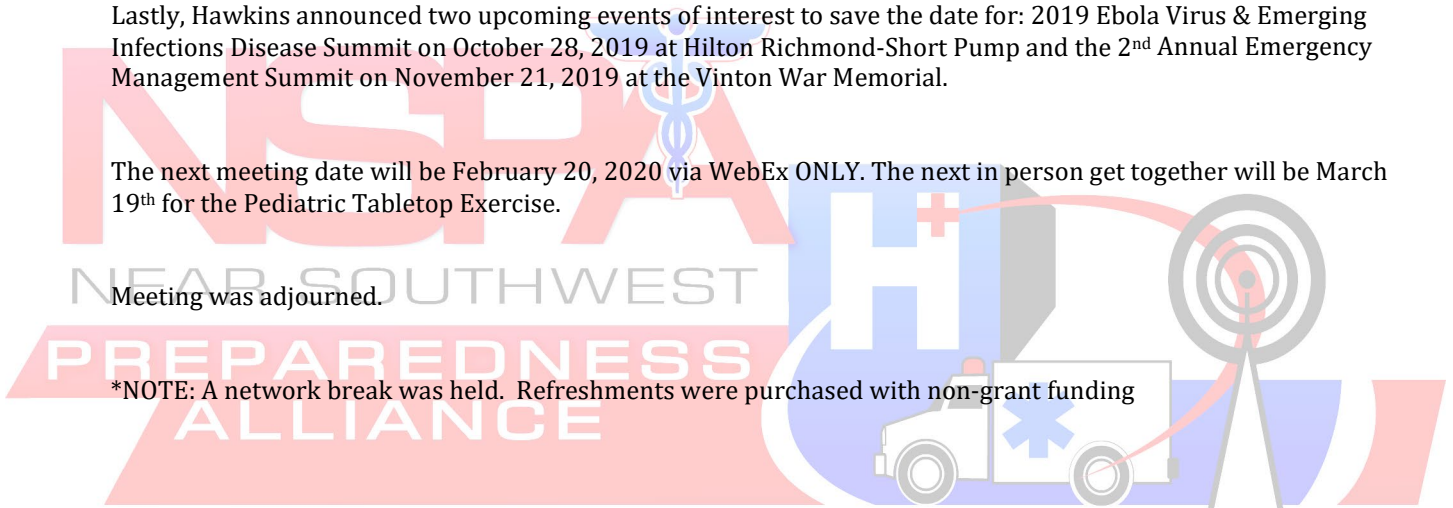 Lastly, Hawkins announced two upcoming events of interest to save the date for: 2019 Ebola Virus & Emerging
Infections Disease Summit on October 28, 2019 at Hilton Richmond-Short Pump and the 2nd Annual Emergency
Management Summit on November 21, 2019 at the Vinton War Memorial.
The next meeting date will be February 20, 2020 via WebEx ONLY. The next in person get together will be March
19th for the Pediatric Tabletop Exercise.
Meeting was adjourned.
*NOTE: A network break was held. Refreshments were purchased with non-grant funding
NSPA
NEAR SOUTHWEST
PREPAREDNESS
ALLIANCE
H